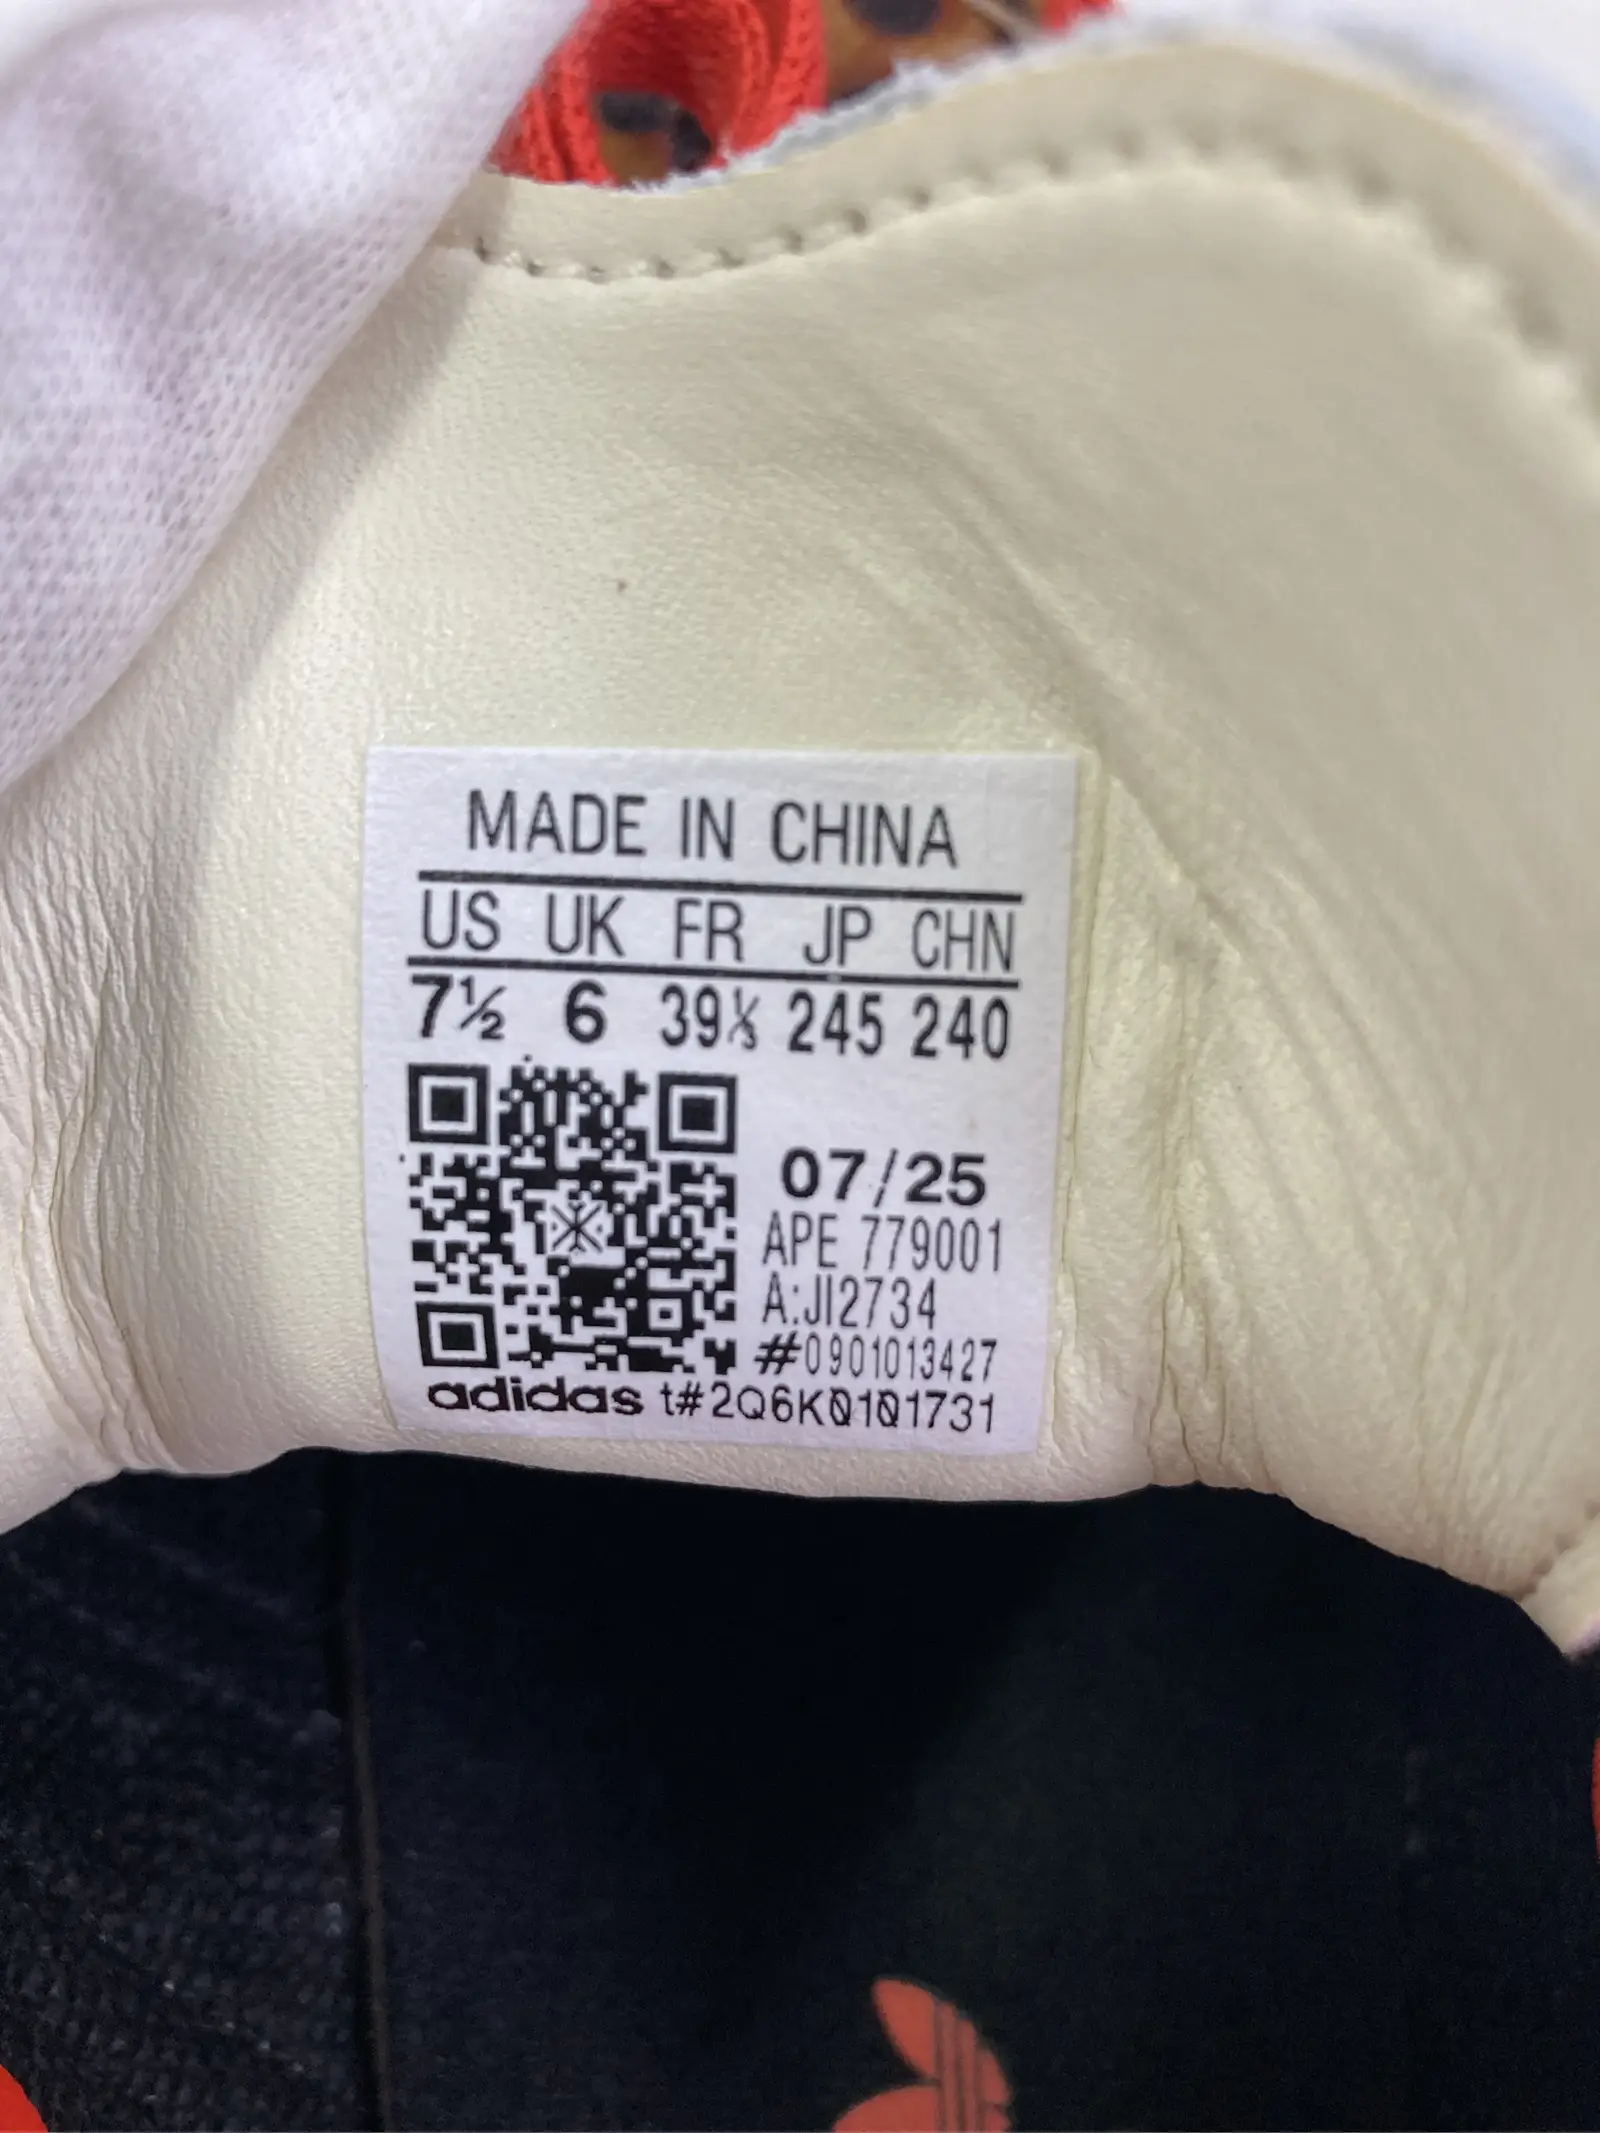 MADE IN CHINA
US UK FR JP CHN
7½ 6 39⅓ 245 240
07/25
APE 779001
A:JI2734
#0901013427
adidas t#2Q6K0101731